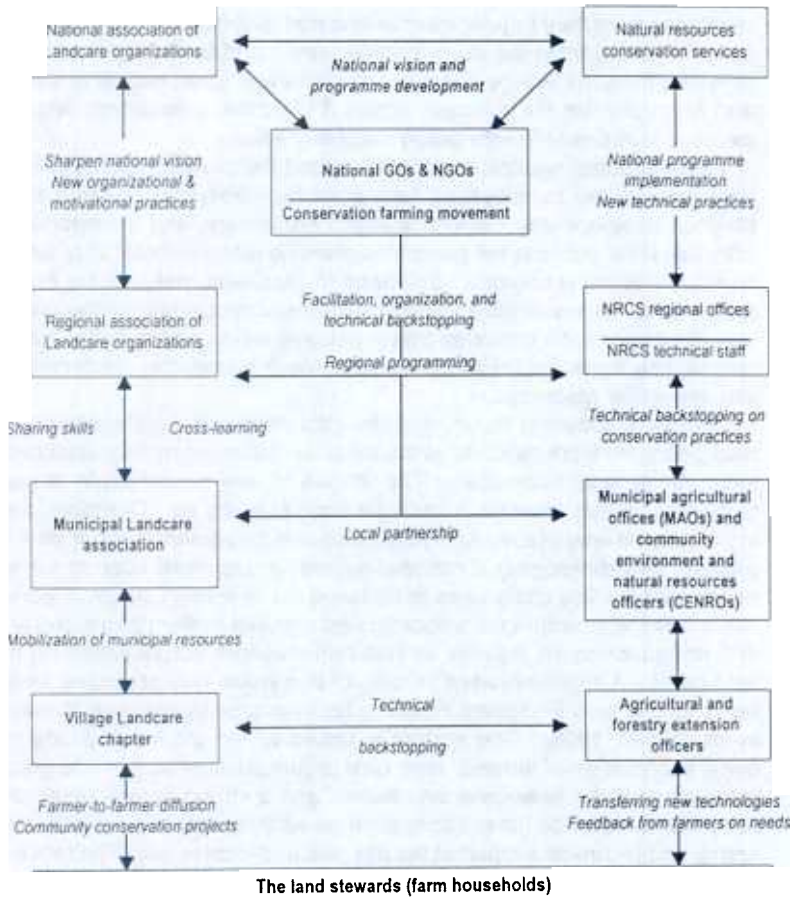 National association of
Landcare organizations
Natural resources
conservation services
National vision and
programme development
National GOs & NGOs
Conservation farming movement
Sharpen national vision
New organizational &
motivational practices
National programme
implementation
New technical practices
Regional association of
Landcare organizations
Facilitation, organization, and
technical backstopping
Regional programming
NRCS regional offices
NRCS technical staff
Sharing skills
Cross-learning
Technical backstopping on
conservation practices
Municipal Landcare
association
Local partnership
Municipal agricultural
offices (MAOs) and
community
environment and
natural resources
officers (CENROs)
Mobilization of municipal resources
Village Landcare
chapter
Technical
backstopping
Agricultural and
forestry extension
officers
Farmer-to-farmer diffusion
Community conservation projects
Transferring new technologies
Feedback from farmers on needs
The land stewards (farm households)